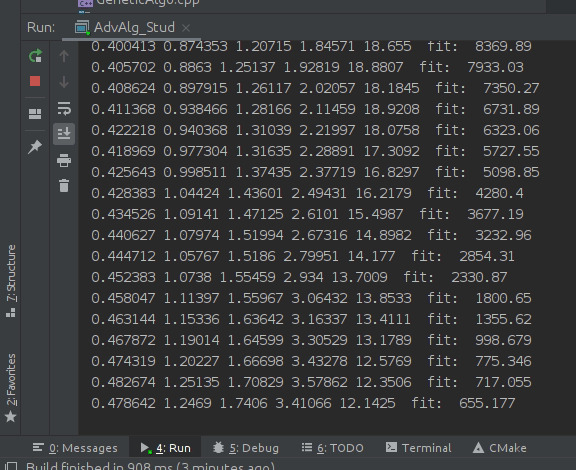 GeneticAlgo.cpp
Run: AdvAlg_Stud
0.400413 0.874353 1.20715 1.84571 18.655 fit: 8369.89
0.405702 0.8863 1.25137 1.92819 18.8807 fit: 7933.03
0.408624 0.897915 1.26117 2.02057 18.1845 fit: 7350.27
0.411368 0.938466 1.28166 2.11459 18.9208 fit: 6731.89
0.422218 0.940368 1.31039 2.21997 18.0758 fit: 6323.06
0.418969 0.977304 1.31635 2.28891 17.3092 fit: 5727.55
0.425643 0.998511 1.37435 2.37719 16.8297 fit: 5098.85
0.428383 1.04424 1.43601 2.49431 16.2179 fit: 4280.4
0.434526 1.09141 1.47125 2.6101 15.4987 fit: 3677.19
0.440627 1.07974 1.51994 2.67316 14.8982 fit: 3232.96
0.444712 1.05767 1.5186 2.79951 14.177 fit: 2854.31
0.452383 1.0738 1.55459 2.934 13.7009 fit: 2330.87
0.458047 1.11397 1.55967 3.06432 13.8533 fit: 1800.65
0.463144 1.15336 1.63642 3.16337 13.4111 fit: 1355.62
0.467872 1.19014 1.64599 3.30529 13.1789 fit: 998.679
0.474319 1.20227 1.66698 3.43278 12.5769 fit: 775.346
0.482674 1.25135 1.70829 3.57862 12.3506 fit: 717.055
0.478642 1.2469 1.7406 3.41066 12.1425 fit: 655.177
7: Structure
2: Favorites
0: Messages 4: Run 5: Debug 6: TODO Terminal CMake
Build finished in 908 ms (3 minutes ago)